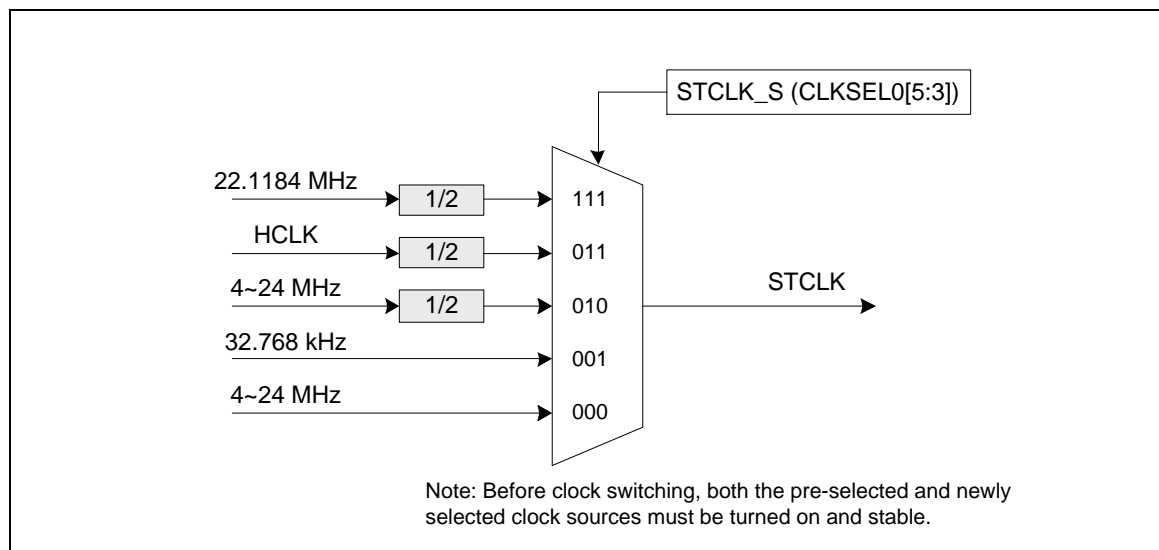 STCLK_S (CLKSEL0[5:3])
22.1184 MHz
1/2
111
HCLK
1/2
011
4~24 MHz
1/2
010
STCLK
32.768 kHz
001
4~24 MHz
000
Note: Before clock switching, both the pre-selected and newly
selected clock sources must be turned on and stable.